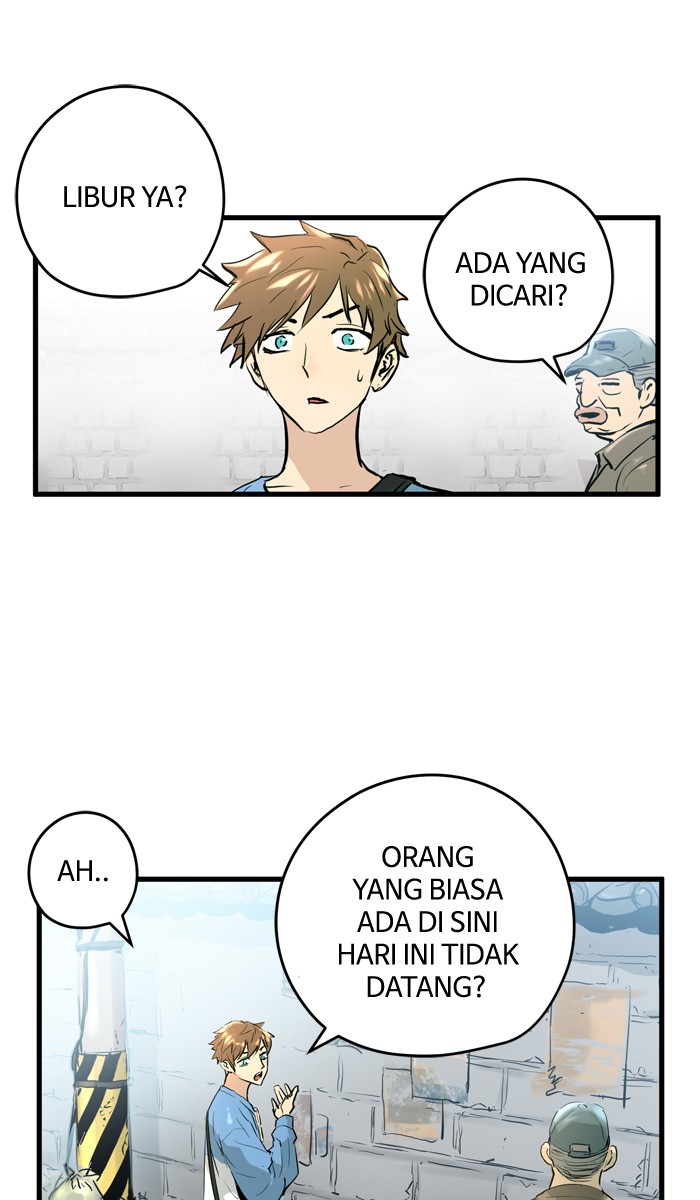 LIBUR YA?
ADA YANG
DICARI?
AH..
ORANG
YANG BIASA
ADA DI SINI
HARI INI TIDAK
DATANG?